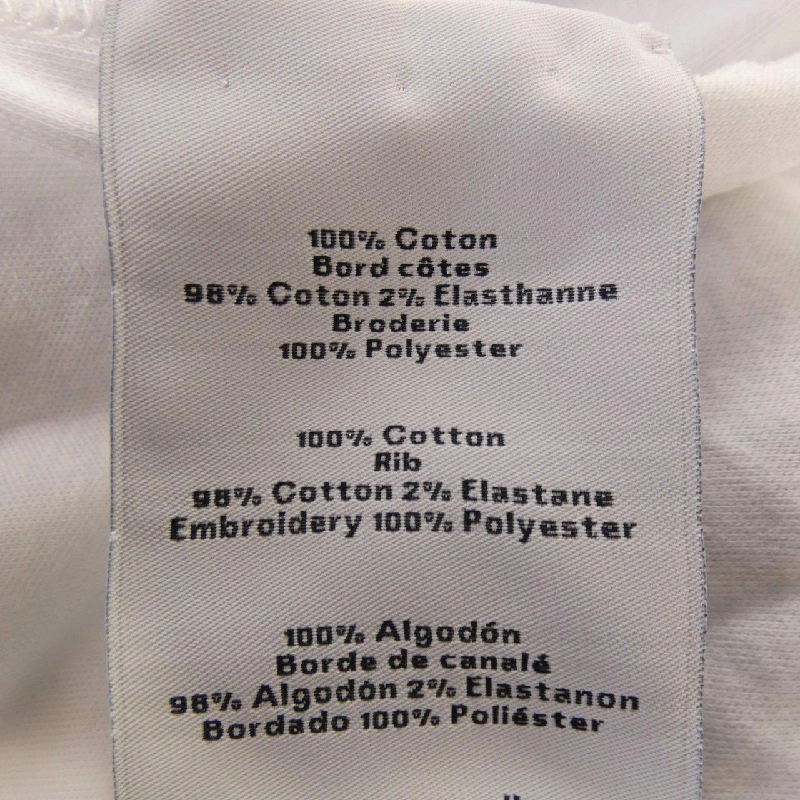 100% Coton
Bord côtes
98% Coton 2% Elasthanne
Broderie
100% Polyester
100% Cotton
Rib
98% Cotton 2% Elastane
Embroidery 100% Polyester
100% Algodón
Borde de canalé
98% Algodón 2% Elastanon
Bordado 100% Poliéster